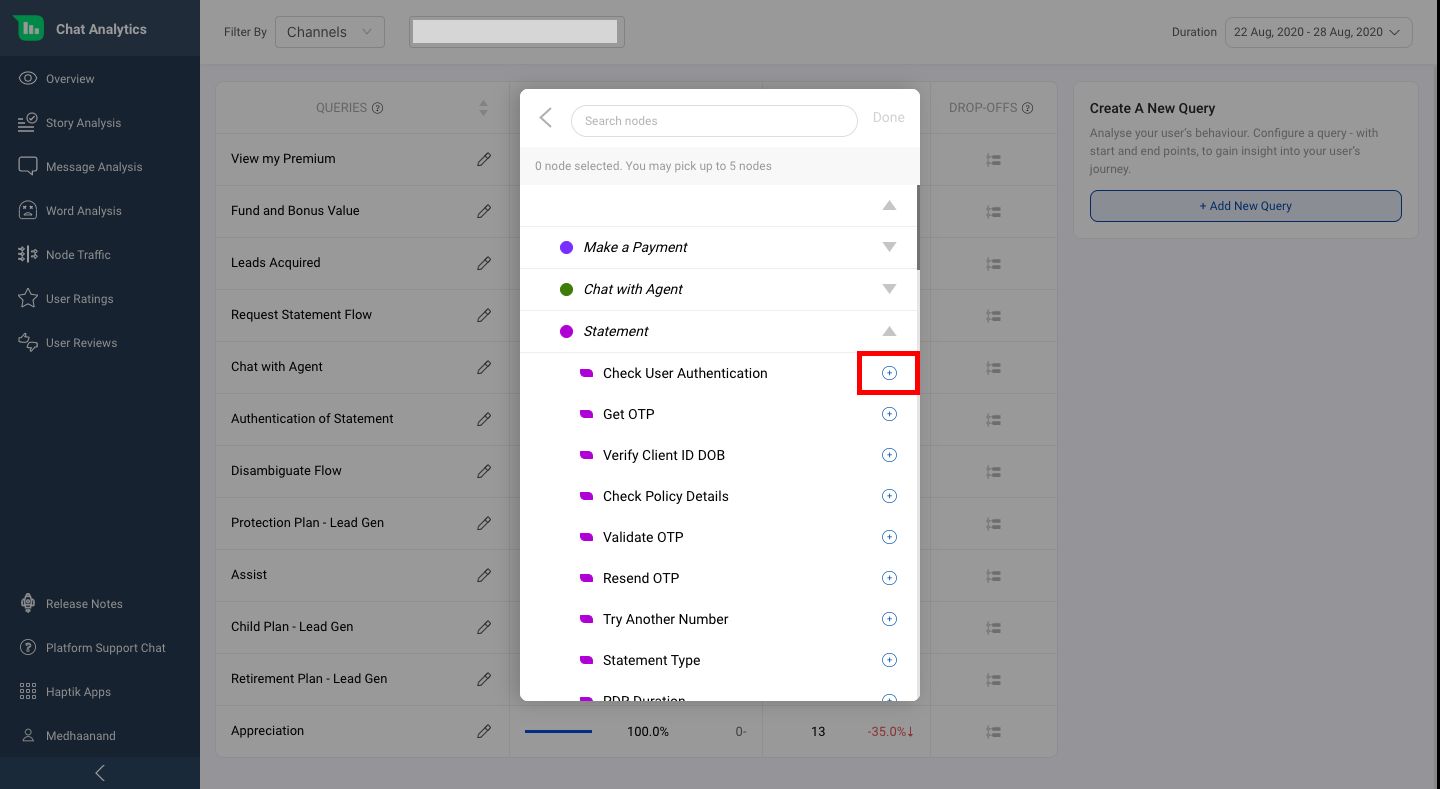 Chat Analytics
Overview
Story Analysis
Message Analysis
Word Analysis
Node Traffic
User Ratings
User Reviews
Release Notes
Platform Support Chat
Haptik Apps
Medhaanand
Filter By Channels
Duration 22 Aug, 2020 - 28 Aug, 2020
QUERIES
DROP-OFFS
View my Premium
Fund and Bonus Value
Leads Acquired
Request Statement Flow
Chat with Agent
Authentication of Statement
Disambiguate Flow
Protection Plan - Lead Gen
Assist
Child Plan - Lead Gen
Retirement Plan - Lead Gen
Appreciation 100.0% 0- 13 -35.0%↓
Search nodes Done
0 node selected. You may pick up to 5 nodes
Make a Payment
Chat with Agent
Statement
Check User Authentication
Get OTP
Verify Client ID DOB
Check Policy Details
Validate OTP
Resend OTP
Try Another Number
Statement Type
Duration
Create A New Query
Analyse your user's behaviour. Configure a query - with
start and end points, to gain insight into your user's
journey.
+ Add New Query